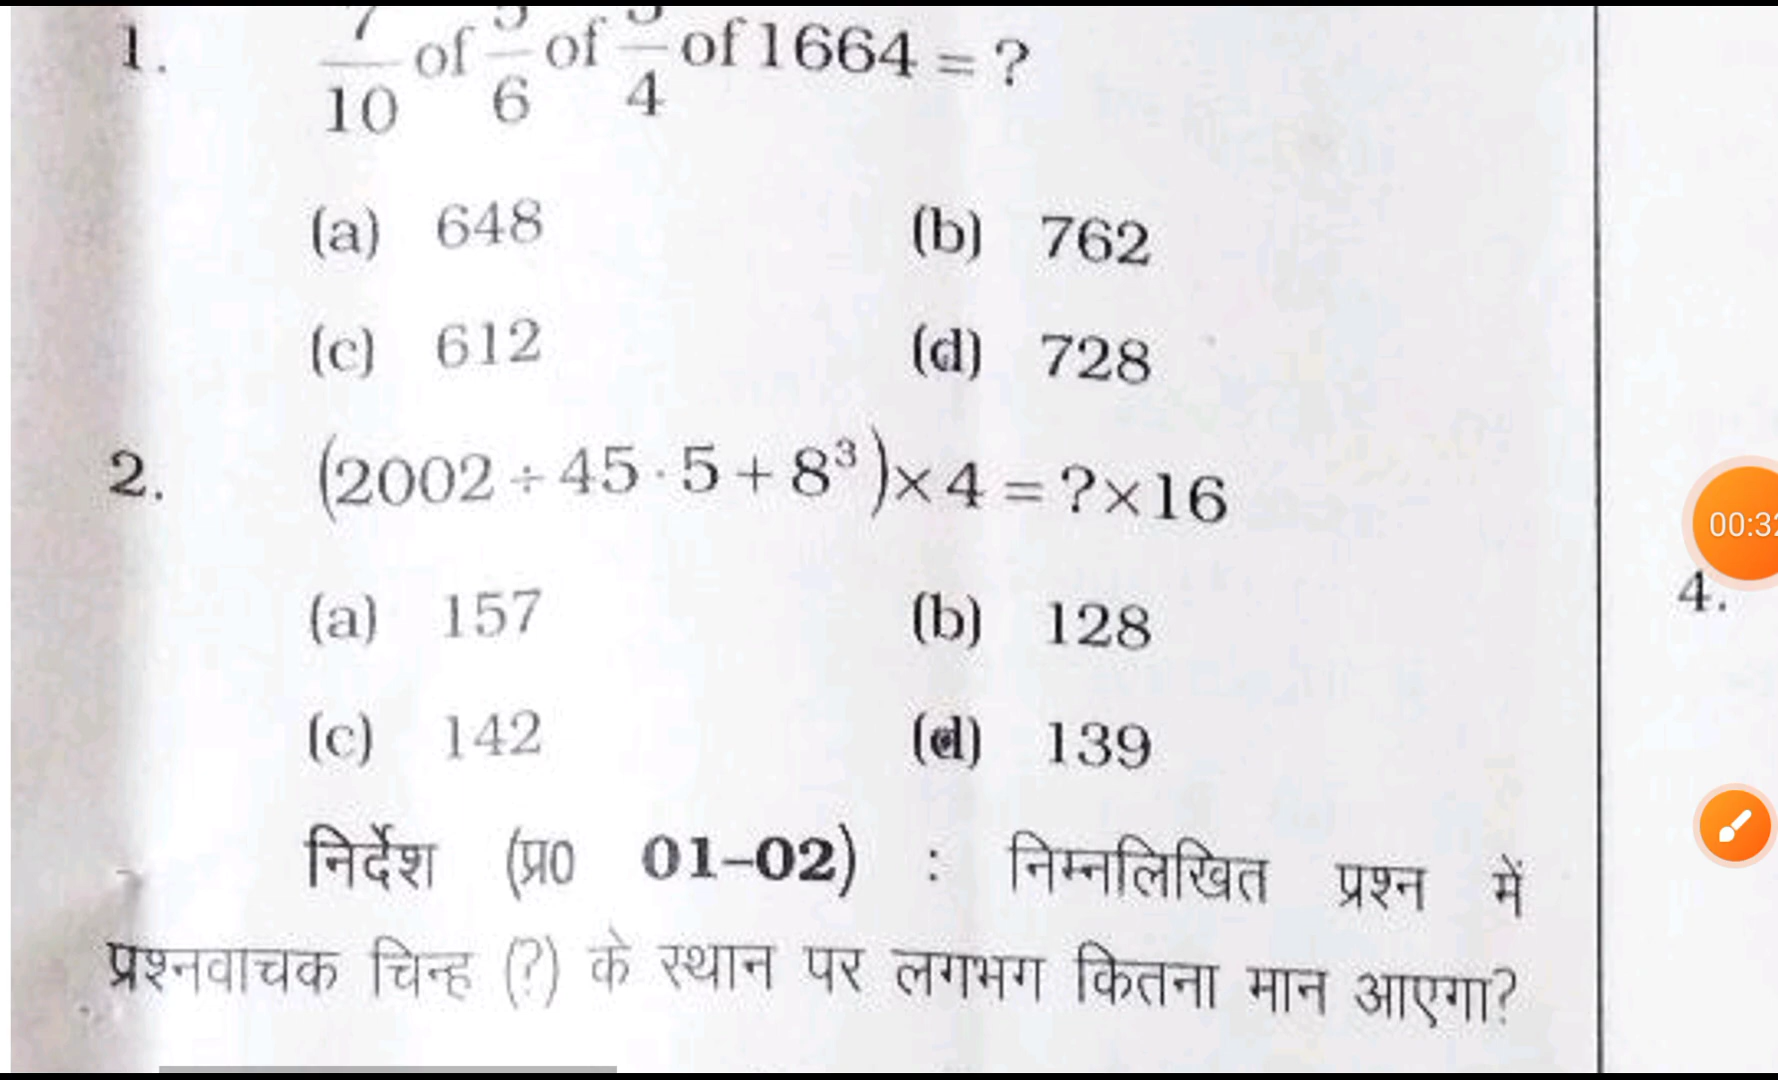 1. 7/10 of 5/6 of /4 of 1664 = ?
(a) 648 (b) 762
(c) 612 (d) 728
2. (2002 ÷ 45·5 + 8³) × 4 = ? × 16
(a) 157 (b) 128
(c) 142 (d) 139
निर्देश (प्र0 01–02) : निम्नलिखित प्रश्न में
प्रश्नवाचक चिन्ह (?) के स्थान पर लगभग कितना मान आएगा?
4.
00:32